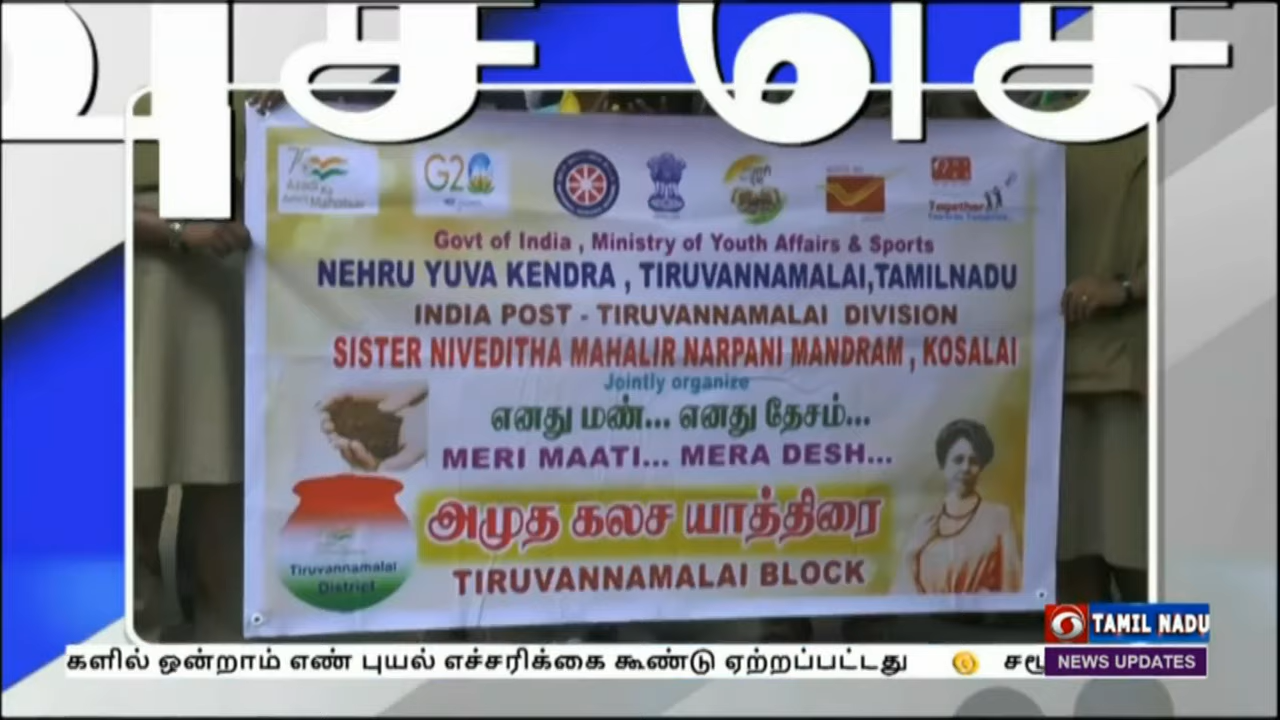 G20
Govt of India , Ministry of Youth Affairs & Sports
NEHRU YUVA KENDRA , TIRUVANNAMALAI,TAMILNADU
INDIA POST - TIRUVANNAMALAI DIVISION
SISTER NIVEDITHA MAHALIR NARPANI MANDRAM , KOSALAI
Jointly organize
எனது மண்... எனது தேசம்...
MERI MAATI... MERA DESH...
அமுத கலச யாத்திரை
Tiruvannamalai
District
TIRUVANNAMALAI BLOCK
TAMIL NADU
களில் ஒன்றாம் எண் புயல் எச்சரிக்கை கூண்டு ஏற்றப்பட்டது
NEWS UPDATES